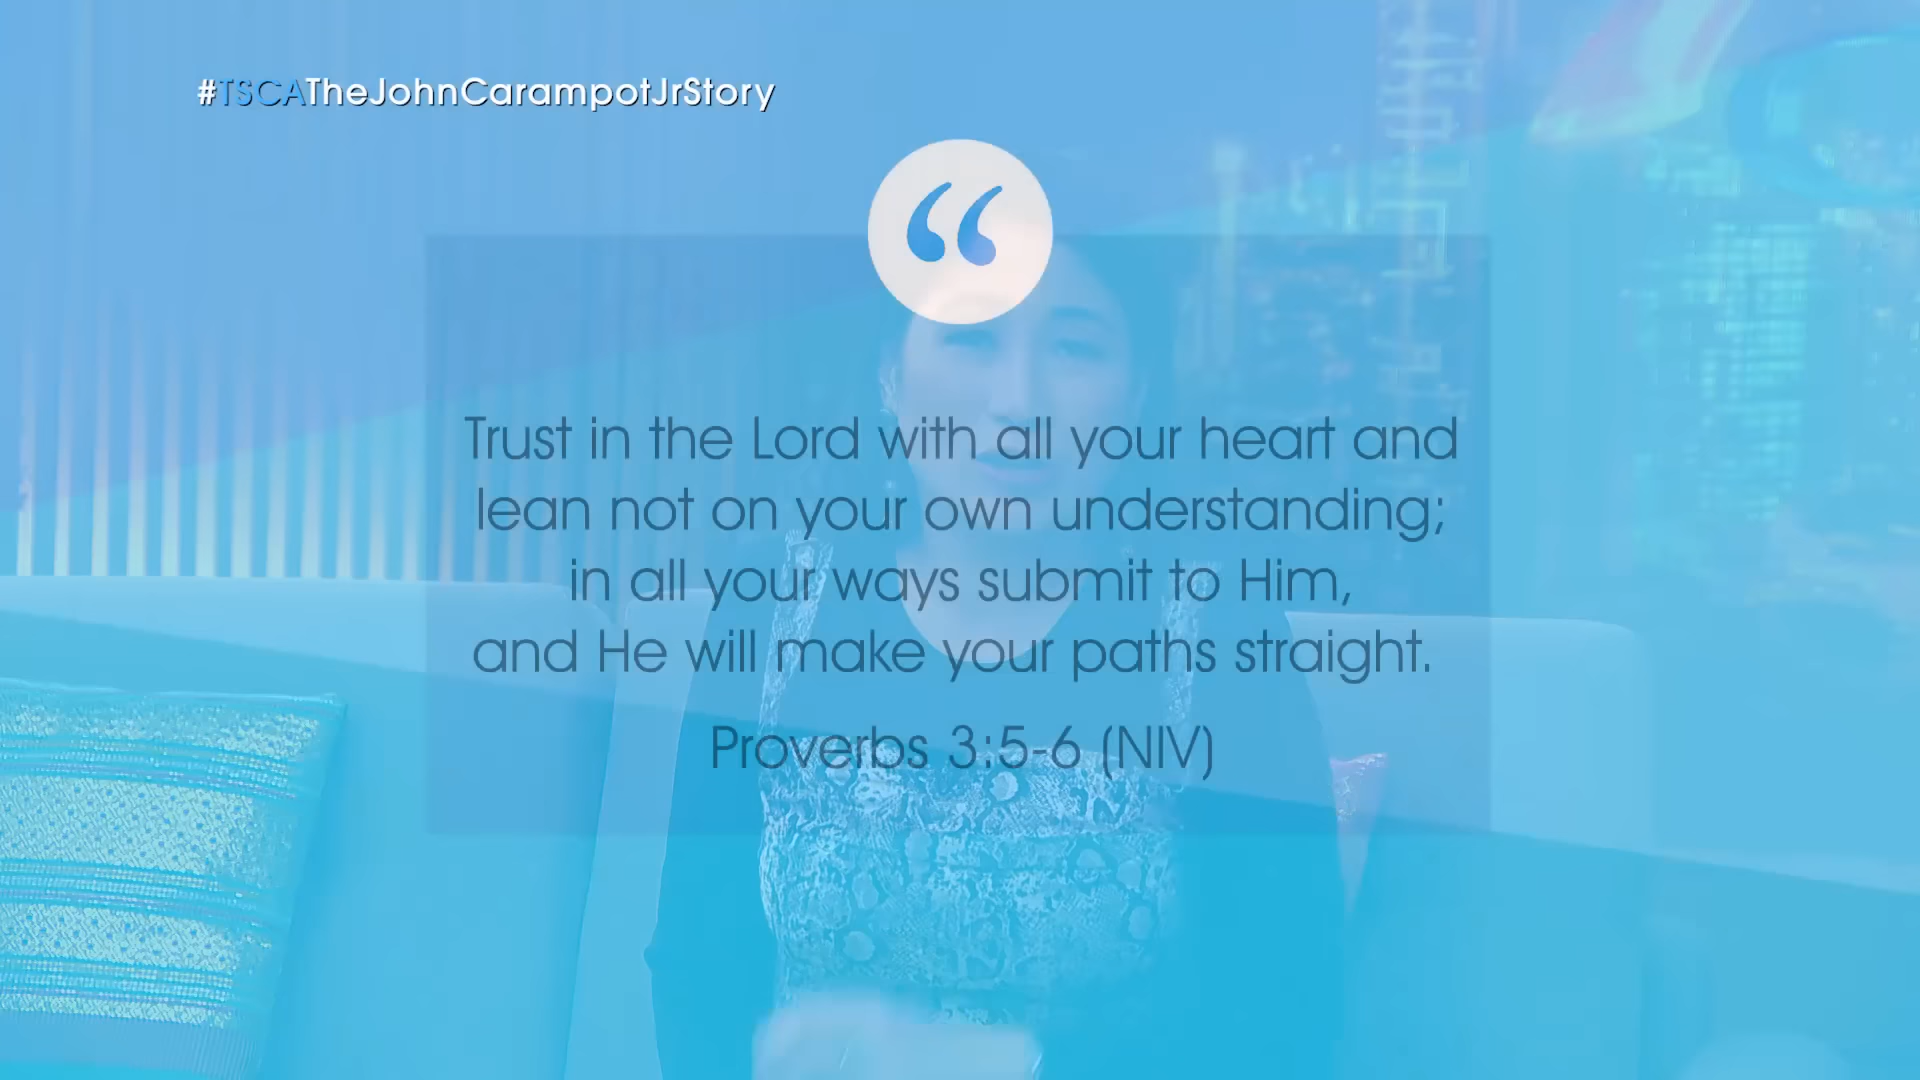 #TSCATheJohnCarampotJrStory
“
Trust in the Lord with all your heart and
lean not on your own understanding;
in all your ways submit to Him,
and He will make your paths straight.
Proverbs 3:5-6 (NIV)